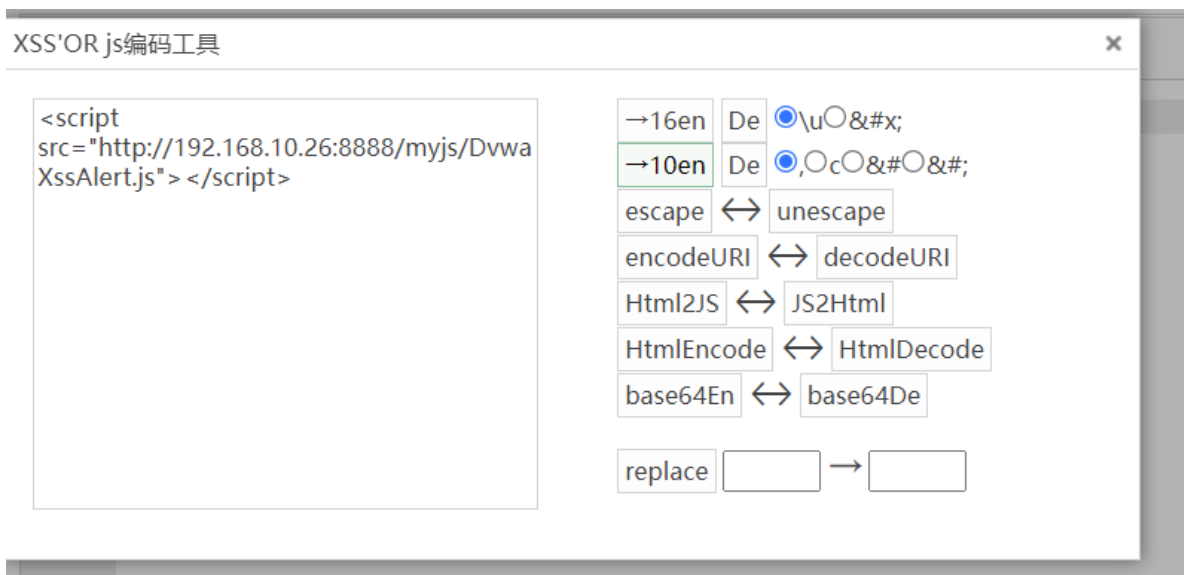 XSS'OR js编码工具 ×
<script
src="http://192.168.10.26:8888/myjs/Dvwa
XssAlert.js"></script>
→16en De \u &#x;
→10en De , c &# &#;
escape ↔ unescape
encodeURI ↔ decodeURI
Html2JS ↔ JS2Html
HtmlEncode ↔ HtmlDecode
base64En ↔ base64De
replace →